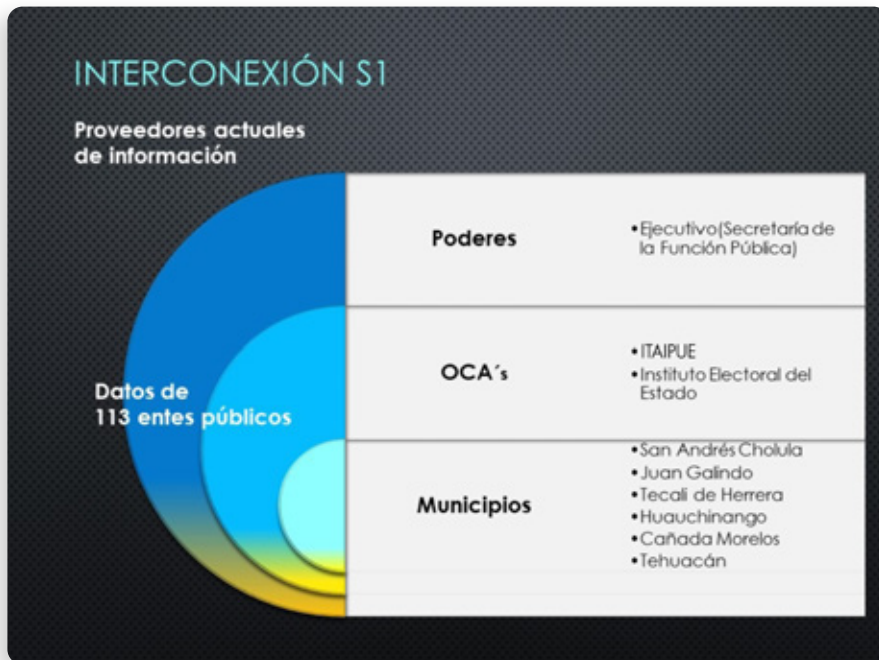 INTERCONEXIÓN S1
Proveedores actuales
de información
Poderes
•Ejecutivo(Secretaría de
la Función Pública)
Datos de
113 entes públicos
OCA´s
•ITAIPUE
•Instituto Electoral del
Estado
Municipios
•San Andrés Cholula
•Juan Galindo
•Tecali de Herrera
•Huauchinango
•Cañada Morelos
•Tehuacán